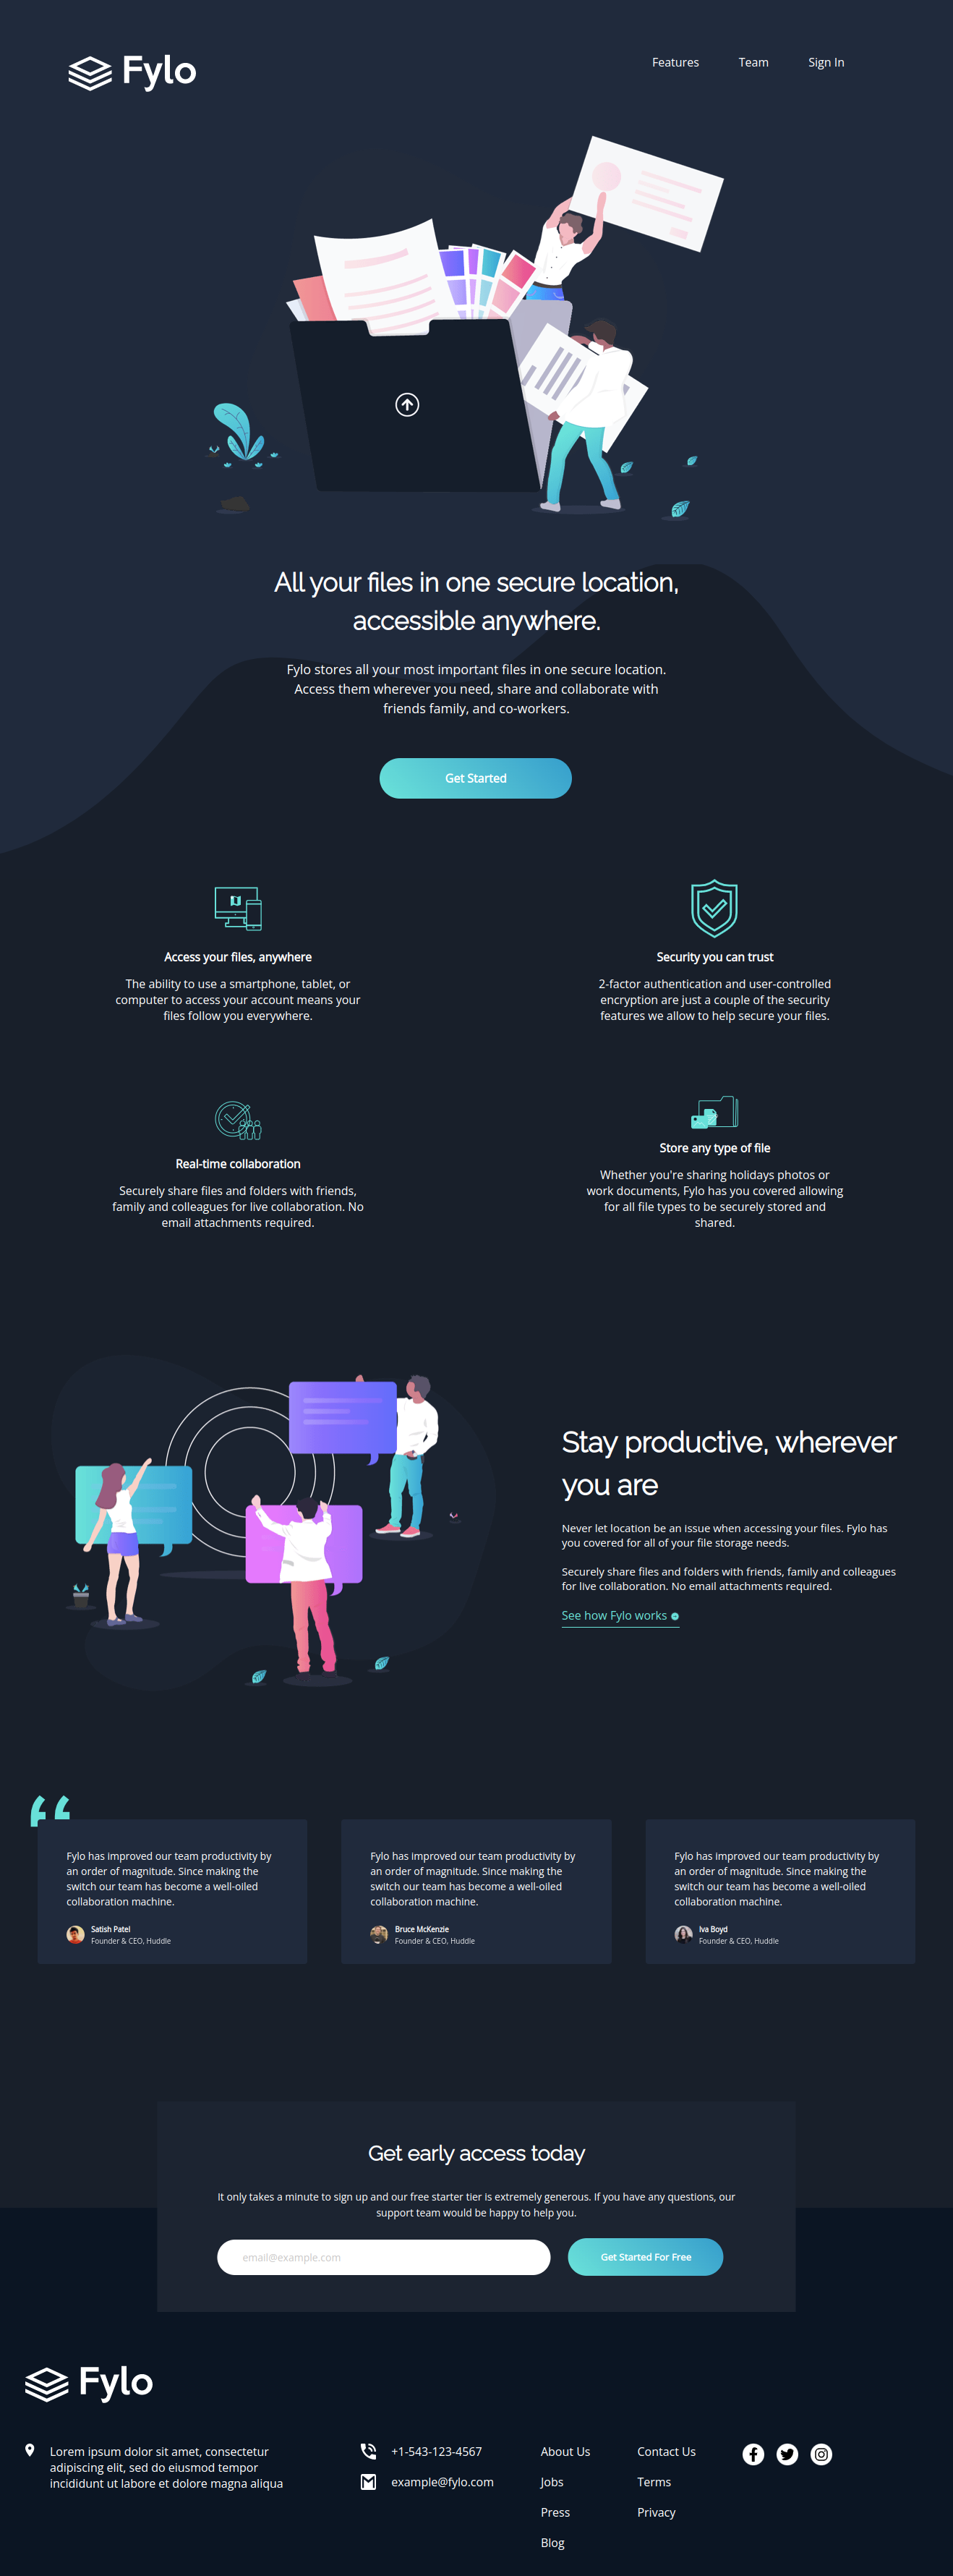 Fylo
Features Team Sign In
All your files in one secure location,
accessible anywhere.
Fylo stores all your most important files in one secure location.
Access them wherever you need, share and collaborate with
friends family, and co-workers.
Get Started
Access your files, anywhere
The ability to use a smartphone, tablet, or
computer to access your account means your
files follow you everywhere.
Security you can trust
2-factor authentication and user-controlled
encryption are just a couple of the security
features we allow to help secure your files.
Real-time collaboration
Securely share files and folders with friends,
family and colleagues for live collaboration. No
email attachments required.
Store any type of file
Whether you're sharing holidays photos or
work documents, Fylo has you covered allowing
for all file types to be securely stored and
shared.
Stay productive, wherever
you are
Never let location be an issue when accessing your files. Fylo has
you covered for all of your file storage needs.
Securely share files and folders with friends, family and colleagues
for live collaboration. No email attachments required.
See how Fylo works
Fylo has improved our team productivity by
an order of magnitude. Since making the
switch our team has become a well-oiled
collaboration machine.
Satish Patel
Founder & CEO, Huddle
Fylo has improved our team productivity by
an order of magnitude. Since making the
switch our team has become a well-oiled
collaboration machine.
Bruce McKenzie
Founder & CEO, Huddle
Fylo has improved our team productivity by
an order of magnitude. Since making the
switch our team has become a well-oiled
collaboration machine.
Iva Boyd
Founder & CEO, Huddle
Get early access today
It only takes a minute to sign up and our free starter tier is extremely generous. If you have any questions, our
support team would be happy to help you.
email@example.com
Get Started For Free
Fylo
Lorem ipsum dolor sit amet, consectetur
adipiscing elit, sed do eiusmod tempor
incididunt ut labore et dolore magna aliqua
+1-543-123-4567
example@fylo.com
About Us
Jobs
Press
Blog
Contact Us
Terms
Privacy